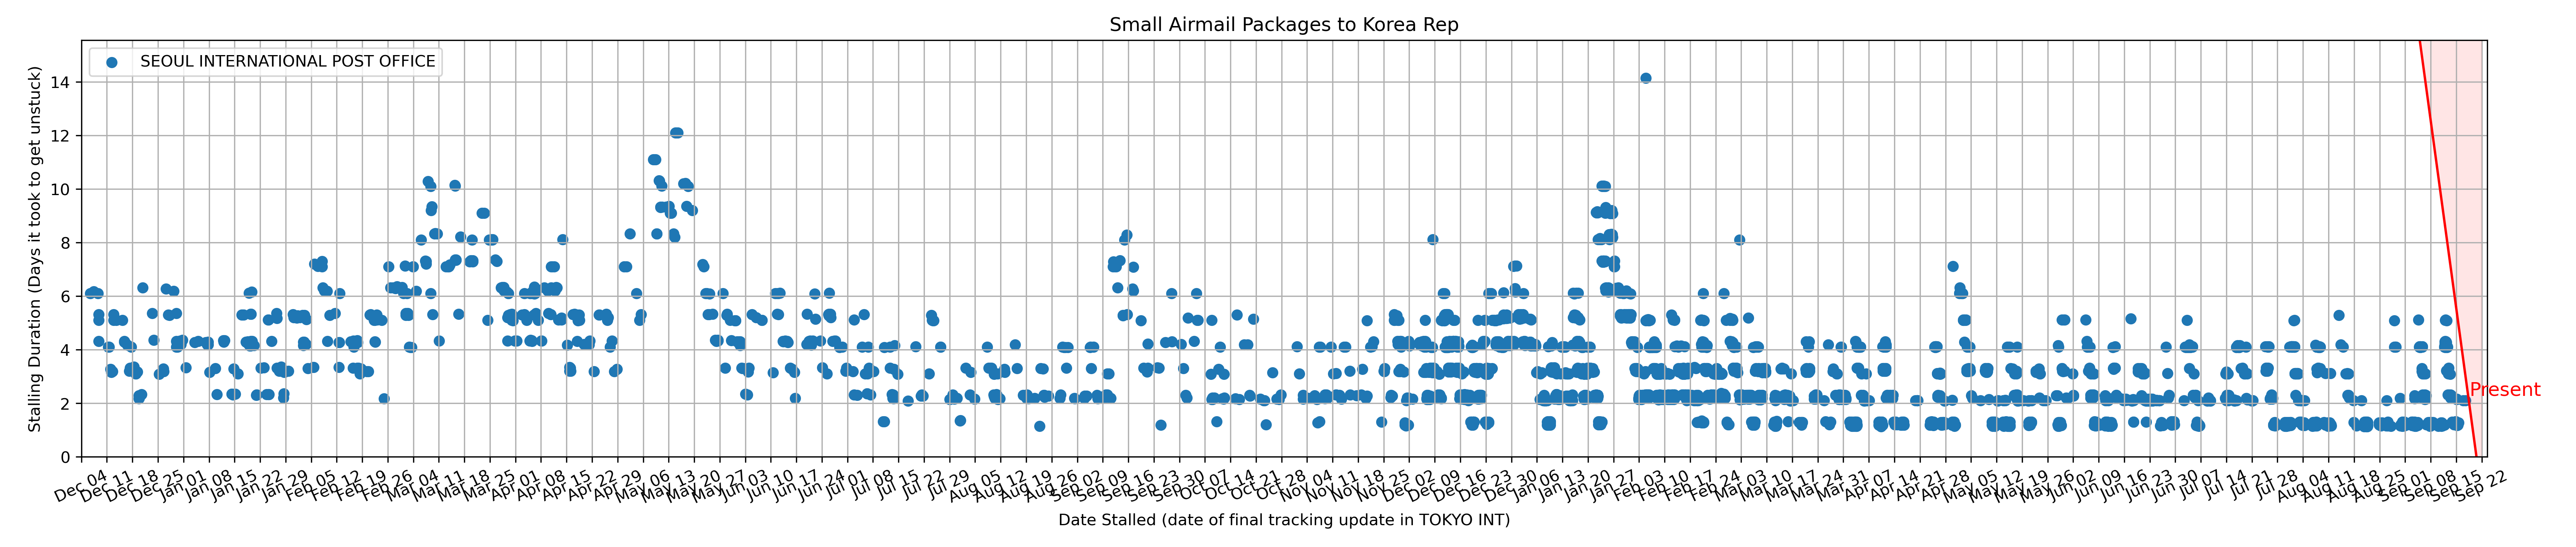 Small Airmail Packages to Korea Rep
SEOUL INTERNATIONAL POST OFFICE
Stalling Duration (Days it took to get unstuck)
14
12
10
8
6
4
2
0
Present
Dec 04 Dec 11 Dec 18 Dec 25 Jan 01 Jan 08 Jan 15 Jan 22 Jan 29 Feb 05 Feb 12 Feb 19 Feb 26 Mar 04 Mar 11 Mar 18 Mar 25 Apr 01 Apr 08 Apr 15 Apr 22 Apr 29 May 06 May 13 May 20 May 27 Jun 03 Jun 10 Jun 17 Jun 24 Jul 01 Jul 08 Jul 15 Jul 22 Jul 29 Aug 05 Aug 12 Aug 19 Aug 26 Sep 02 Sep 09 Sep 16 Sep 23 Sep 30 Oct 07 Oct 14 Oct 21 Oct 28 Nov 04 Nov 11 Nov 18 Nov 25 Dec 02 Dec 09 Dec 16 Dec 23 Dec 30 Jan 06 Jan 13 Jan 20 Jan 27 Feb 03 Feb 10 Feb 17 Feb 24 Mar 03 Mar 10 Mar 17 Mar 24 Mar 31 Apr 07 Apr 14 Apr 21 Apr 28 May 05 May 12 May 19 May 26 Jun 02 Jun 09 Jun 16 Jun 23 Jun 30 Jul 07 Jul 14 Jul 21 Jul 28 Aug 04 Aug 11 Aug 18 Aug 25 Sep 01 Sep 08 Sep 15 Sep 22
Date Stalled (date of final tracking update in TOKYO INT)